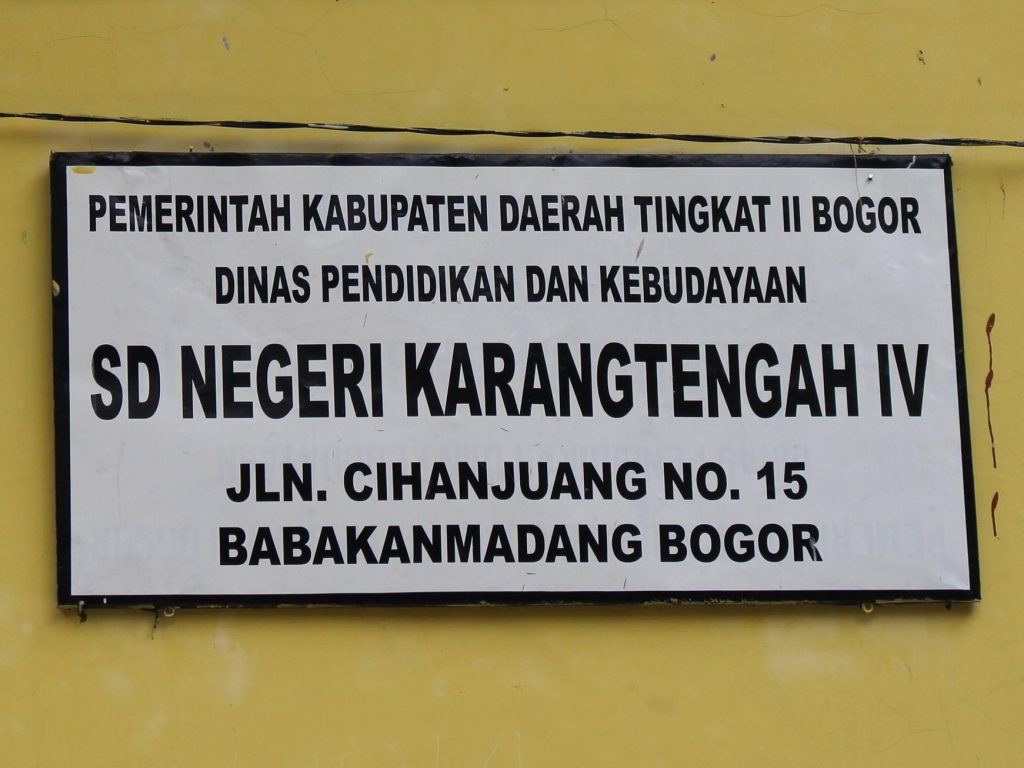 PEMERINTAH KABUPATEN DAERAH TINGKAT II BOGOR
DINAS PENDIDIKAN DAN KEBUDAYAAN
SD NEGERI KARANGTENGAH IV
JLN. CIHANJUANG NO. 15
BABAKANMADANG BOGOR